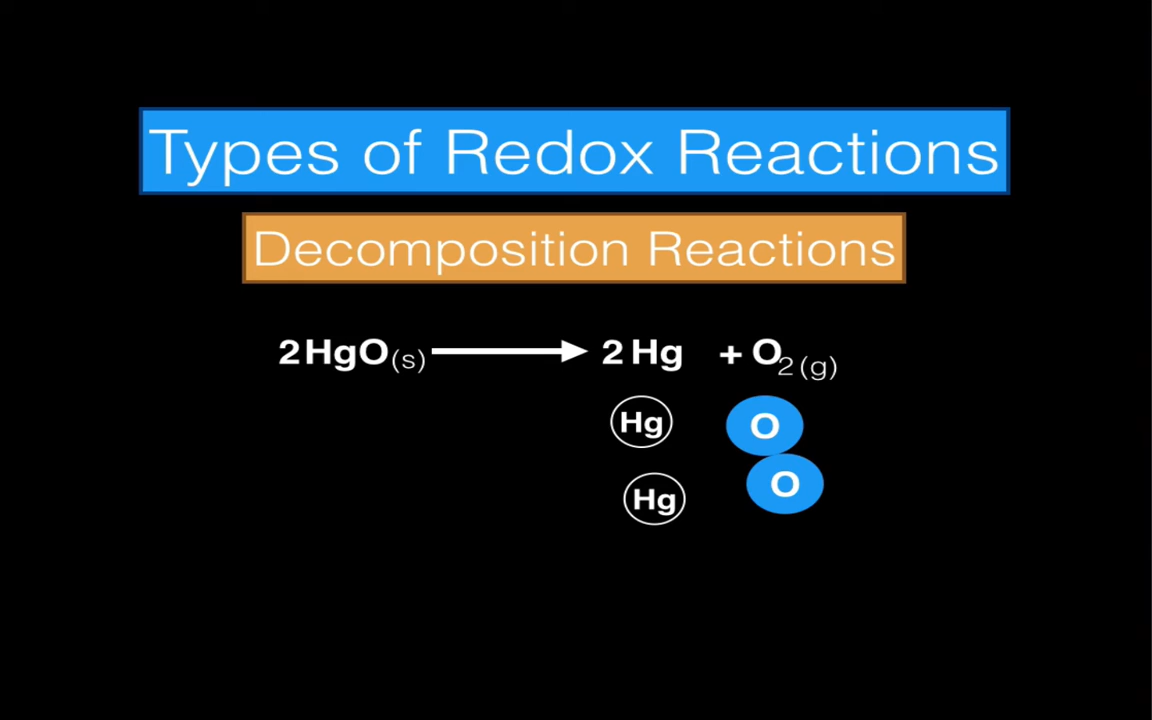 Types of Redox Reactions
Decomposition Reactions
2HgO(s) ⟶ 2Hg + O2(g)
Hg O
Hg O